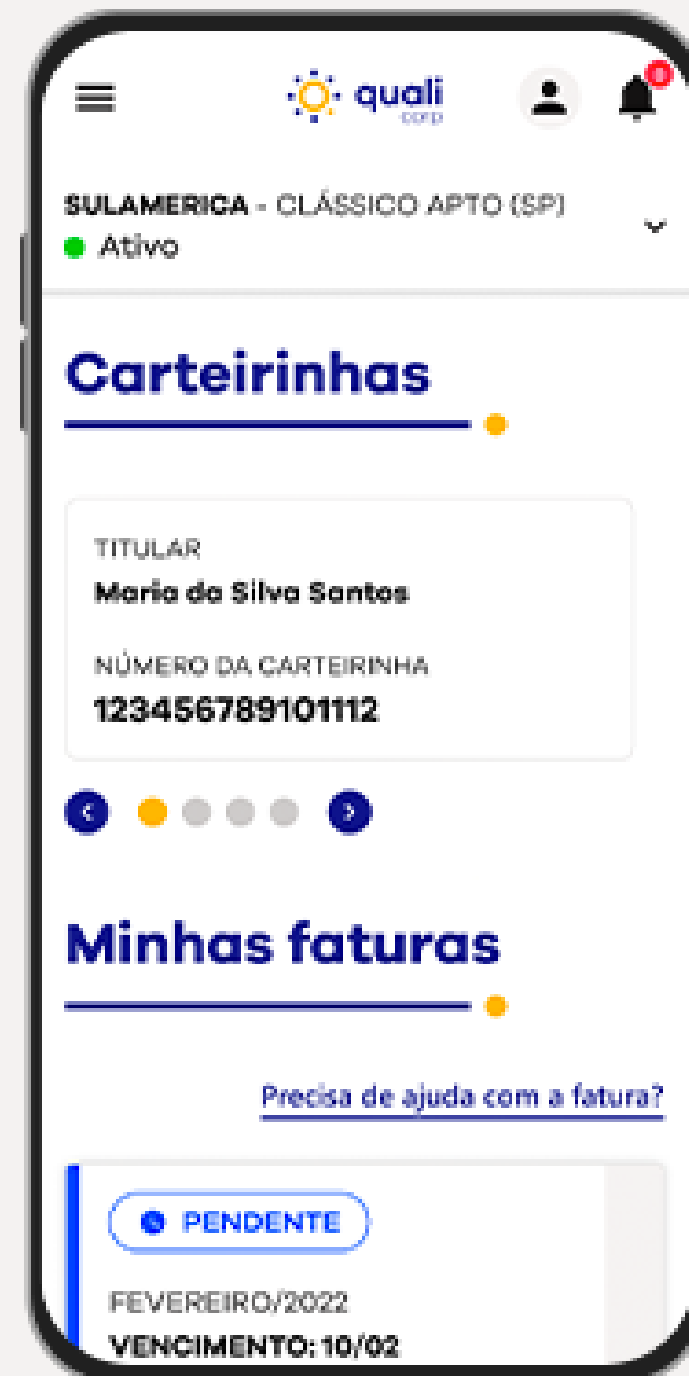 quali
corp
SULAMERICA - CLÁSSICO APTO (SP)
Ativo
Carteirinhas
TITULAR
Maria da Silva Santos
NÚMERO DA CARTEIRINHA
123456789101112
Minhas faturas
Precisa de ajuda com a fatura?
PENDENTE
FEVEREIRO/2022
VENCIMENTO: 10/02